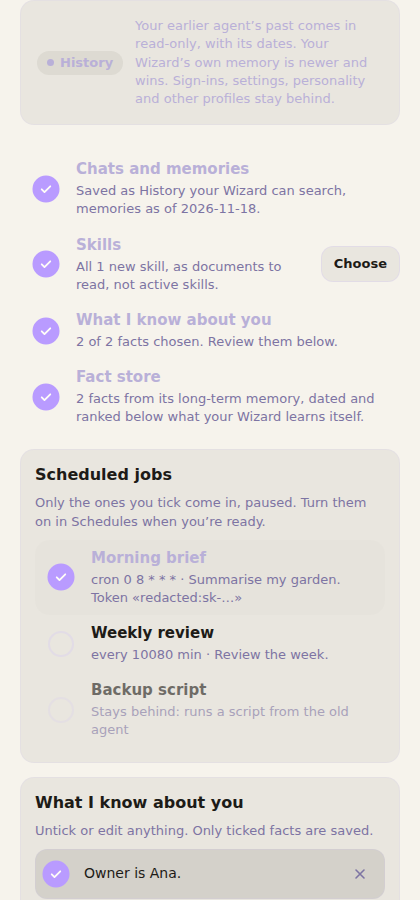 History
Your earlier agent’s past comes in
read-only, with its dates. Your
Wizard’s own memory is newer and
wins. Sign-ins, settings, personality
and other profiles stay behind.
Chats and memories
Saved as History your Wizard can search,
memories as of 2026-11-18.
Skills
All 1 new skill, as documents to
read, not active skills.
Choose
What I know about you
2 of 2 facts chosen. Review them below.
Fact store
2 facts from its long-term memory, dated and
ranked below what your Wizard learns itself.
Scheduled jobs
Only the ones you tick come in, paused. Turn them
on in Schedules when you’re ready.
Morning brief
cron 0 8 * * * · Summarise my garden.
Token «redacted:sk-…»
Weekly review
every 10080 min · Review the week.
Backup script
Stays behind: runs a script from the old
agent
What I know about you
Untick or edit anything. Only ticked facts are saved.
Owner is Ana.